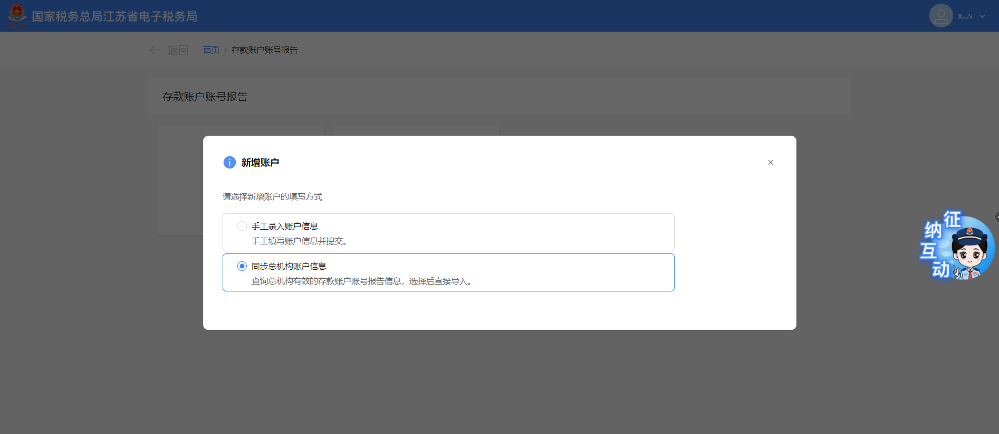 国家税务总局江苏省电子税务局
x...s
返回 首页 › 存款账户账号报告
存款账户账号报告
新增账户
请选择新增账户的填写方式
手工录入账户信息
手工填写账户信息并提交。
同步总机构账户信息
查询总机构有效的存款账户账号报告信息，选择后直接导入。
征
纳
互
动